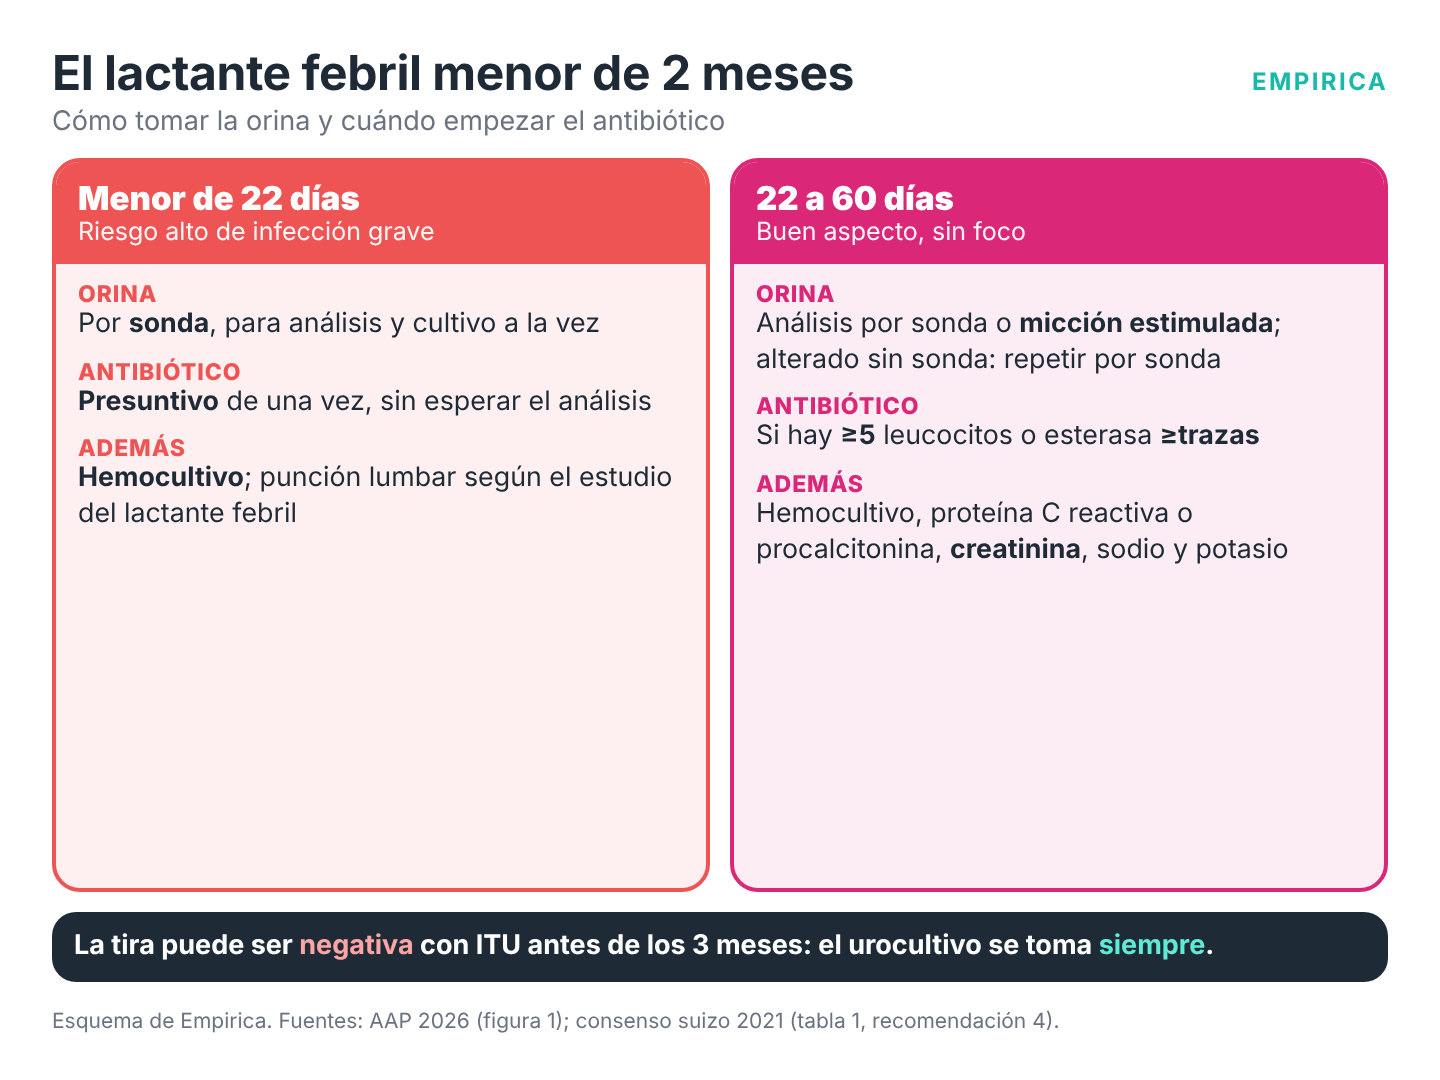 El lactante febril menor de 2 meses
EMPIRICA
Cómo tomar la orina y cuándo empezar el antibiótico
Menor de 22 días
Riesgo alto de infección grave
ORINA
Por sonda, para análisis y cultivo a la vez
ANTIBIÓTICO
Presuntivo de una vez, sin esperar el análisis
ADEMÁS
Hemocultivo; punción lumbar según el estudio
del lactante febril
22 a 60 días
Buen aspecto, sin foco
ORINA
Análisis por sonda o micción estimulada;
alterado sin sonda: repetir por sonda
ANTIBIÓTICO
Si hay ≥5 leucocitos o esterasa ≥trazas
ADEMÁS
Hemocultivo, proteína C reactiva o
procalcitonina, creatinina, sodio y potasio
La tira puede ser negativa con ITU antes de los 3 meses: el urocultivo se toma siempre.
Esquema de Empirica. Fuentes: AAP 2026 (figura 1); consenso suizo 2021 (tabla 1, recomendación 4).